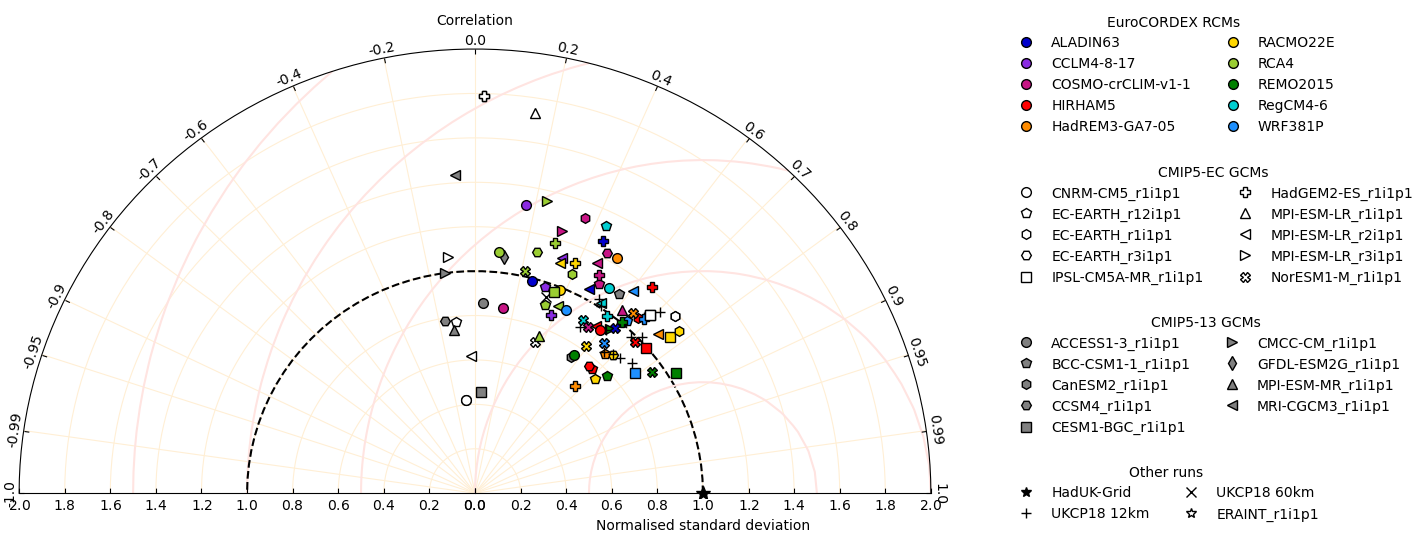 Correlation
0.0
-0.2
0.2
-0.4
0.4
-0.6
0.6
-0.7
0.7
-0.8
0.8
-0.9
0.9
-0.95
0.95
-0.99
0.99
-1.0
1.0
2.0 1.8 1.6 1.4 1.2 1.0 0.8 0.6 0.4 0.2 0.0 0.2 0.4 0.6 0.8 1.0 1.2 1.4 1.6 1.8 2.0
Normalised standard deviation
EuroCORDEX RCMs
ALADIN63
CCLM4-8-17
COSMO-crCLIM-v1-1
HIRHAM5
HadREM3-GA7-05
RACMO22E
RCA4
REMO2015
RegCM4-6
WRF381P
CMIP5-EC GCMs
CNRM-CM5_r1i1p1
EC-EARTH_r12i1p1
EC-EARTH_r1i1p1
EC-EARTH_r3i1p1
IPSL-CM5A-MR_r1i1p1
HadGEM2-ES_r1i1p1
MPI-ESM-LR_r1i1p1
MPI-ESM-LR_r2i1p1
MPI-ESM-LR_r3i1p1
NorESM1-M_r1i1p1
CMIP5-13 GCMs
ACCESS1-3_r1i1p1
BCC-CSM1-1_r1i1p1
CanESM2_r1i1p1
CCSM4_r1i1p1
CESM1-BGC_r1i1p1
CMCC-CM_r1i1p1
GFDL-ESM2G_r1i1p1
MPI-ESM-MR_r1i1p1
MRI-CGCM3_r1i1p1
Other runs
HadUK-Grid
UKCP18 12km
UKCP18 60km
ERAINT_r1i1p1